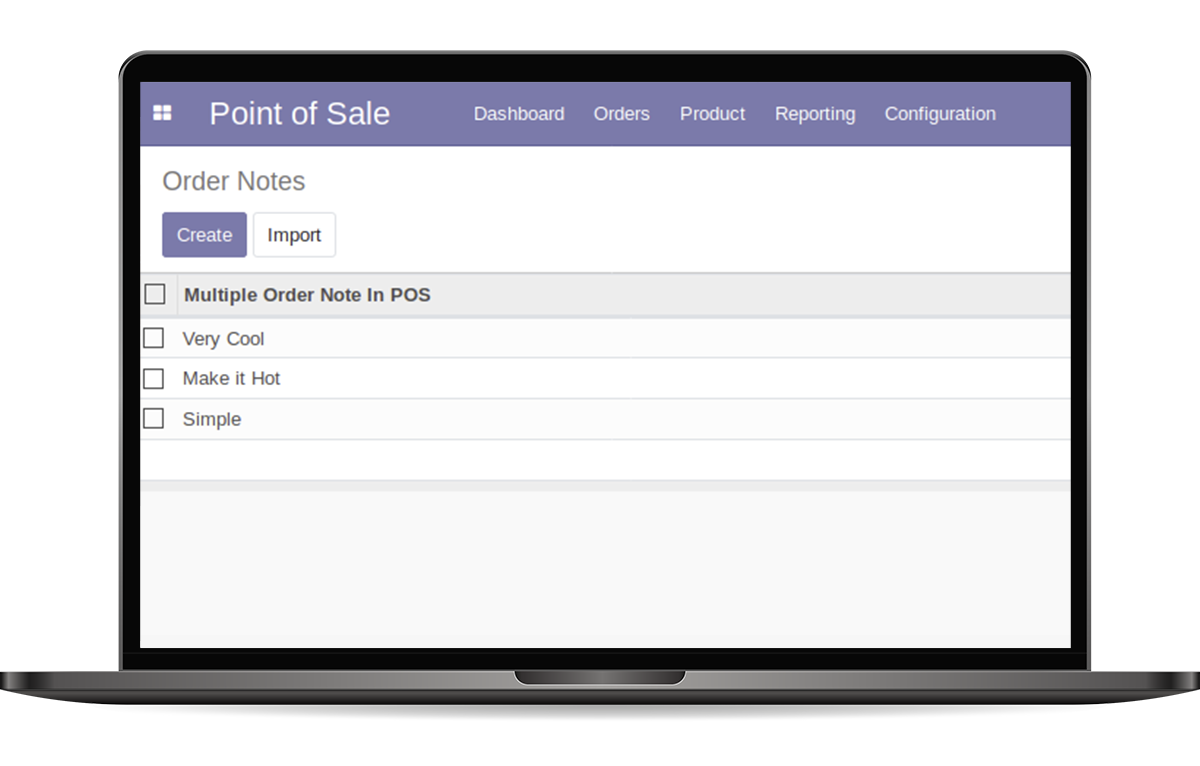 Point of Sale Dashboard Orders Product Reporting Configuration
Order Notes
Create Import
Multiple Order Note In POS
Very Cool
Make it Hot
Simple